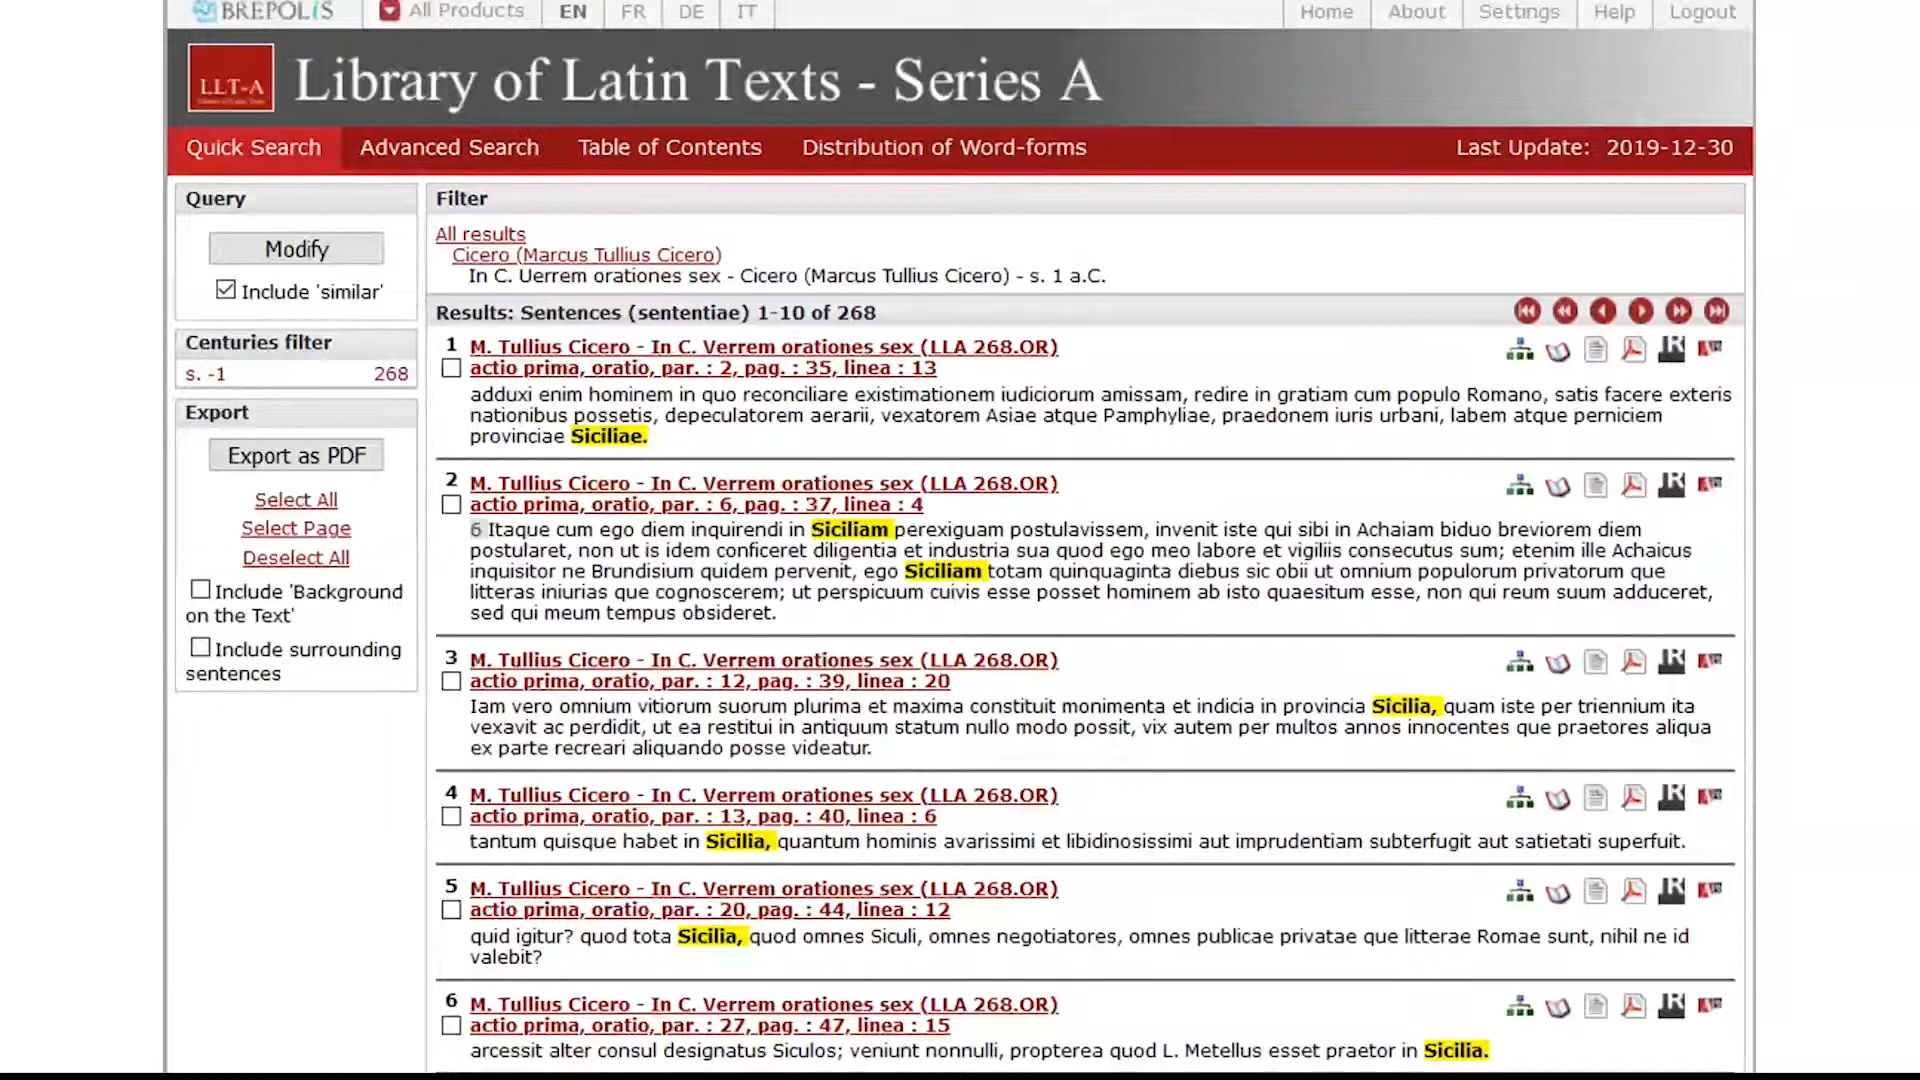 BREPOLiS All Products EN FR DE IT Home About Settings Help Logout
LLT-A Library of Latin Texts - Series A
Quick Search Advanced Search Table of Contents Distribution of Word-forms Last Update: 2019-12-30
Query
Modify
Include 'similar'
Centuries filter
s. -1 268
Export
Export as PDF
Select All
Select Page
Deselect All
Include 'Background
on the Text'
Include surrounding
sentences
Filter
All results
Cicero (Marcus Tullius Cicero)
In C. Uerrem orationes sex - Cicero (Marcus Tullius Cicero) - s. 1 a.C.
Results: Sentences (sententiae) 1-10 of 268
1 M. Tullius Cicero - In C. Verrem orationes sex (LLA 268.OR)
actio prima, oratio, par. : 2, pag. : 35, linea : 13
adduxi enim hominem in quo reconciliare existimationem iudiciorum amissam, redire in gratiam cum populo Romano, satis facere exteris
nationibus possetis, depeculatorem aerarii, vexatorem Asiae atque Pamphyliae, praedonem iuris urbani, labem atque perniciem
provinciae Siciliae.
2 M. Tullius Cicero - In C. Verrem orationes sex (LLA 268.OR)
actio prima, oratio, par. : 6, pag. : 37, linea : 4
6 Itaque cum ego diem inquirendi in Siciliam perexiguam postulavissem, invenit iste qui sibi in Achaiam biduo breviorem diem
postularet, non ut is idem conficeret diligentia et industria sua quod ego meo labore et vigiliis consecutus sum; etenim ille Achaicus
inquisitor ne Brundisium quidem pervenit, ego Siciliam totam quinquaginta diebus sic obii ut omnium populorum privatorum que
litteras iniurias que cognoscerem; ut perspicuum cuivis esse posset hominem ab isto quaesitum esse, non qui reum suum adduceret,
sed qui meum tempus obsideret.
3 M. Tullius Cicero - In C. Verrem orationes sex (LLA 268.OR)
actio prima, oratio, par. : 12, pag. : 39, linea : 20
Iam vero omnium vitiorum suorum plurima et maxima constituit monimenta et indicia in provincia Sicilia, quam iste per triennium ita
vexavit ac perdidit, ut ea restitui in antiquum statum nullo modo possit, vix autem per multos annos innocentes que praetores aliqua
ex parte recreari aliquando posse videatur.
4 M. Tullius Cicero - In C. Verrem orationes sex (LLA 268.OR)
actio prima, oratio, par. : 13, pag. : 40, linea : 6
tantum quisque habet in Sicilia, quantum hominis avarissimi et libidinosissimi aut imprudentiam subterfugit aut satietati superfuit.
5 M. Tullius Cicero - In C. Verrem orationes sex (LLA 268.OR)
actio prima, oratio, par. : 20, pag. : 44, linea : 12
quid igitur? quod tota Sicilia, quod omnes Siculi, omnes negotiatores, omnes publicae privatae que litterae Romae sunt, nihil ne id
valebit?
6 M. Tullius Cicero - In C. Verrem orationes sex (LLA 268.OR)
actio prima, oratio, par. : 27, pag. : 47, linea : 15
arcessit alter consul designatus Siculos; veniunt nonnulli, propterea quod L. Metellus esset praetor in Sicilia.